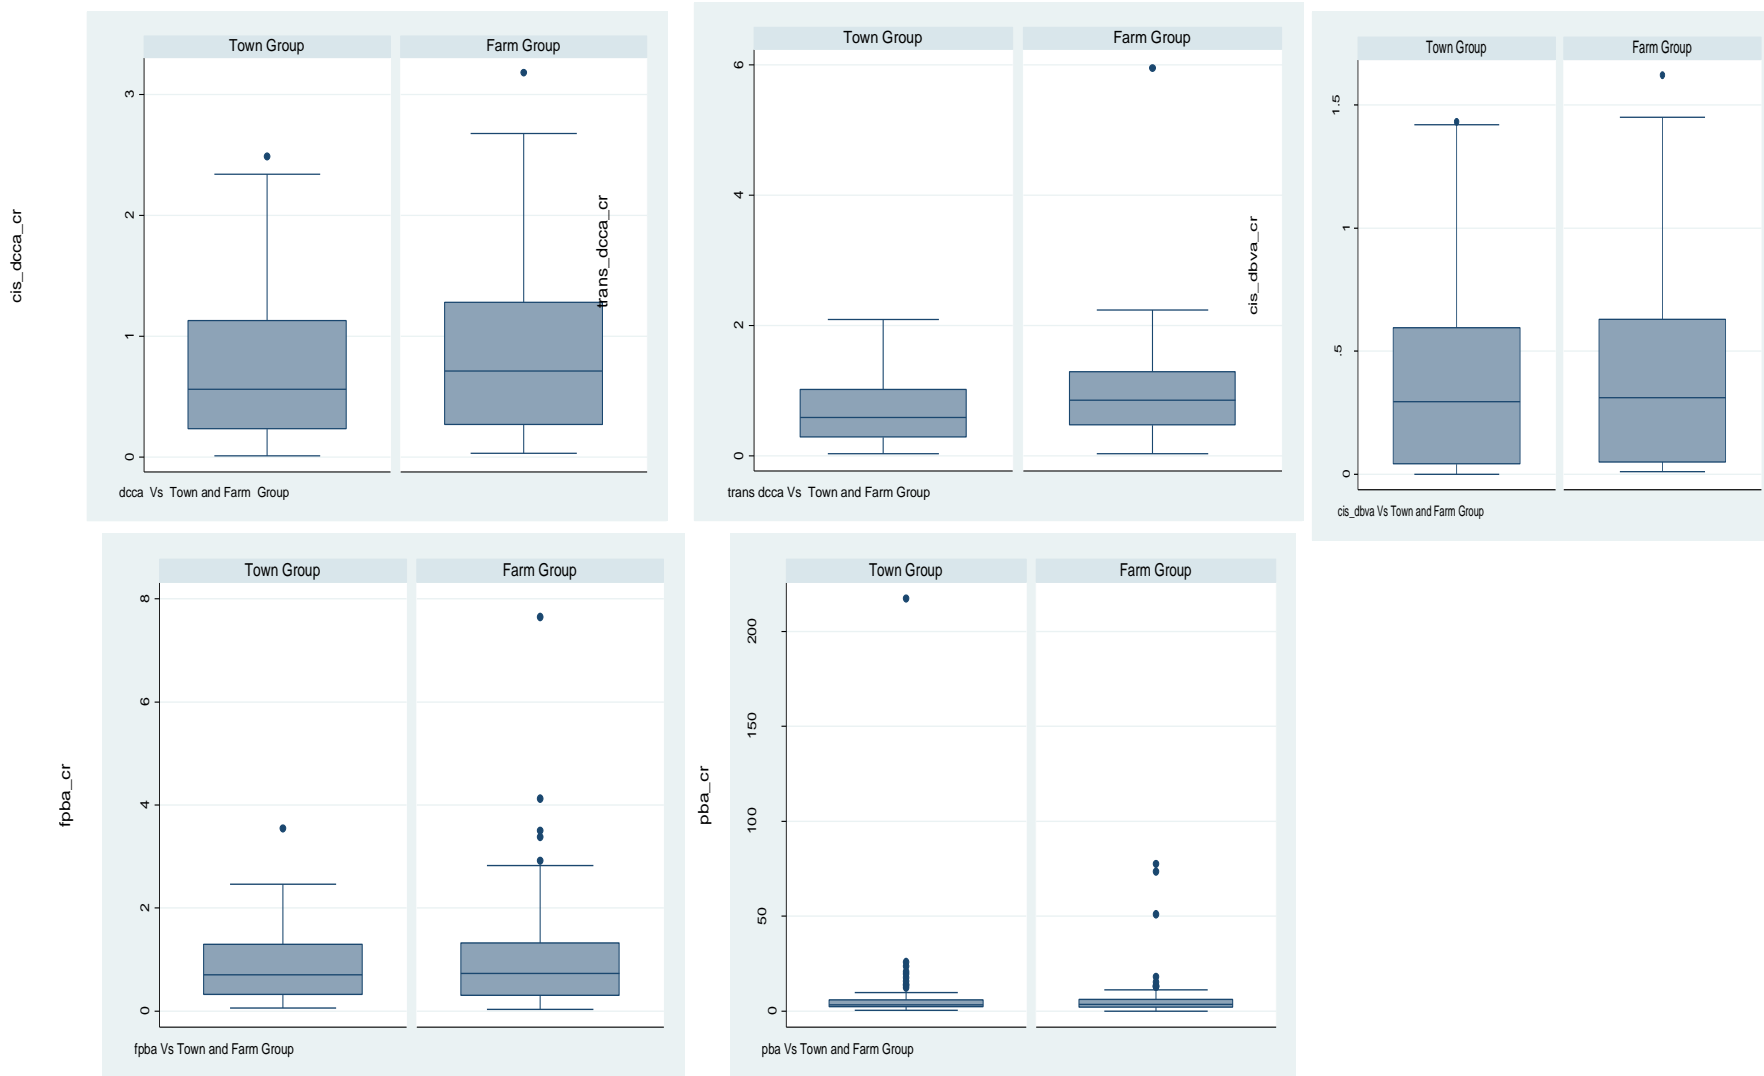 Town Group Farm Group
cis_dcca_cr
3
2
1
0
dcca Vs Town and Farm Group
Town Group Farm Group
trans_dcca_cr
6
4
2
0
trans dcca Vs Town and Farm Group
Town Group Farm Group
cis_dbva_cr
1.5
1
.5
0
cis_dbva Vs Town and Farm Group
Town Group Farm Group
fpba_cr
8
6
4
2
0
fpba Vs Town and Farm Group
Town Group Farm Group
pba_cr
200
150
100
50
0
pba Vs Town and Farm Group